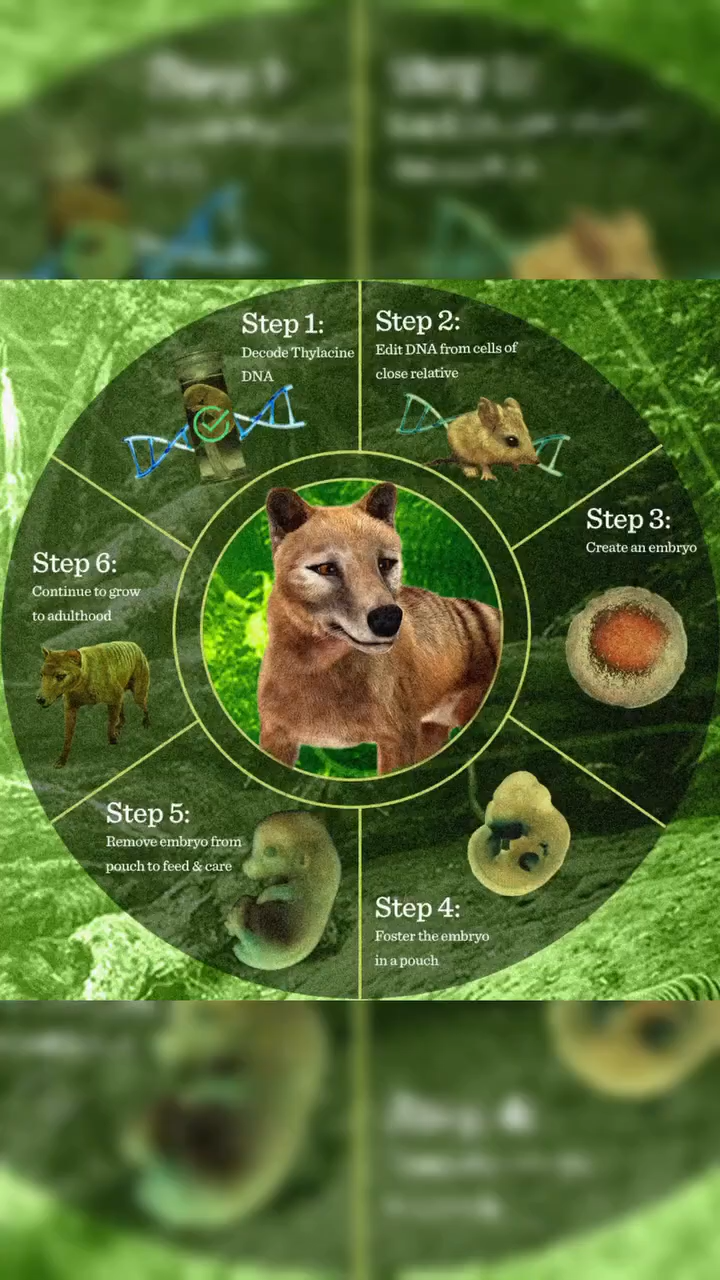 Step 1:
Decode Thylacine
DNA
Step 2:
Edit DNA from cells of
close relative
Step 3:
Create an embryo
Step 4:
Foster the embryo
in a pouch
Step 5:
Remove embryo from
pouch to feed & care
Step 6:
Continue to grow
to adulthood